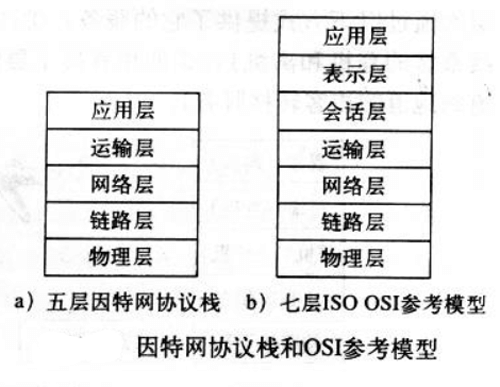 应用层
运输层
网络层
链路层
物理层
应用层
表示层
会话层
运输层
网络层
链路层
物理层
a）五层因特网协议栈 b）七层ISO OSI参考模型
因特网协议栈和OSI参考模型